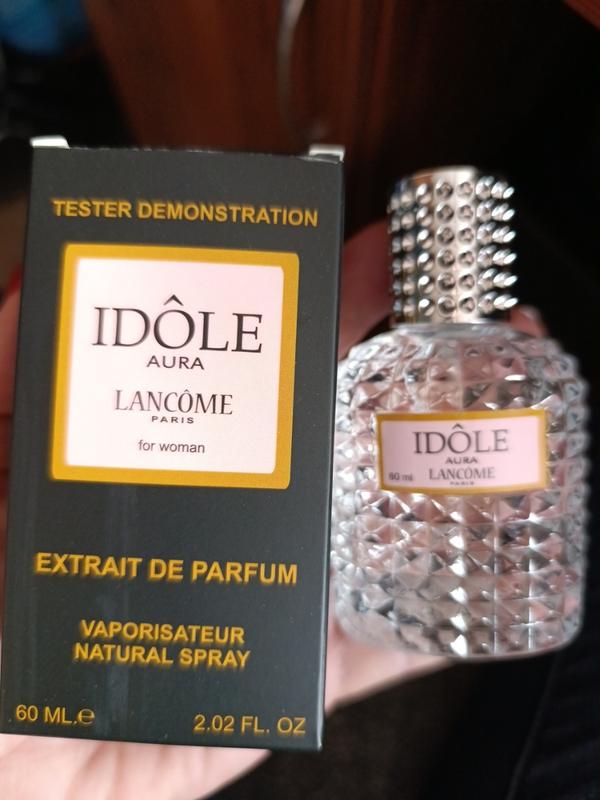 TESTER DEMONSTRATION
IDÔLE
AURA
LANCÔME
PARIS
for woman
EXTRAIT DE PARFUM
VAPORISATEUR
NATURAL SPRAY
60 ML.e
2.02 FL. OZ
IDÔLE
AURA
60 ml LANCÔME
PARIS